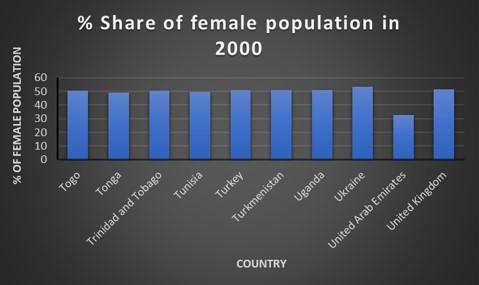 % Share of female population in
2000
% OF FEMALE POPULATION
60
50
40
30
20
10
0
Togo
Tonga
Trinidad and Tobago
Tunisia
Turkey
Turkmenistan
Uganda
Ukraine
United Arab Emirates
United Kingdom
COUNTRY